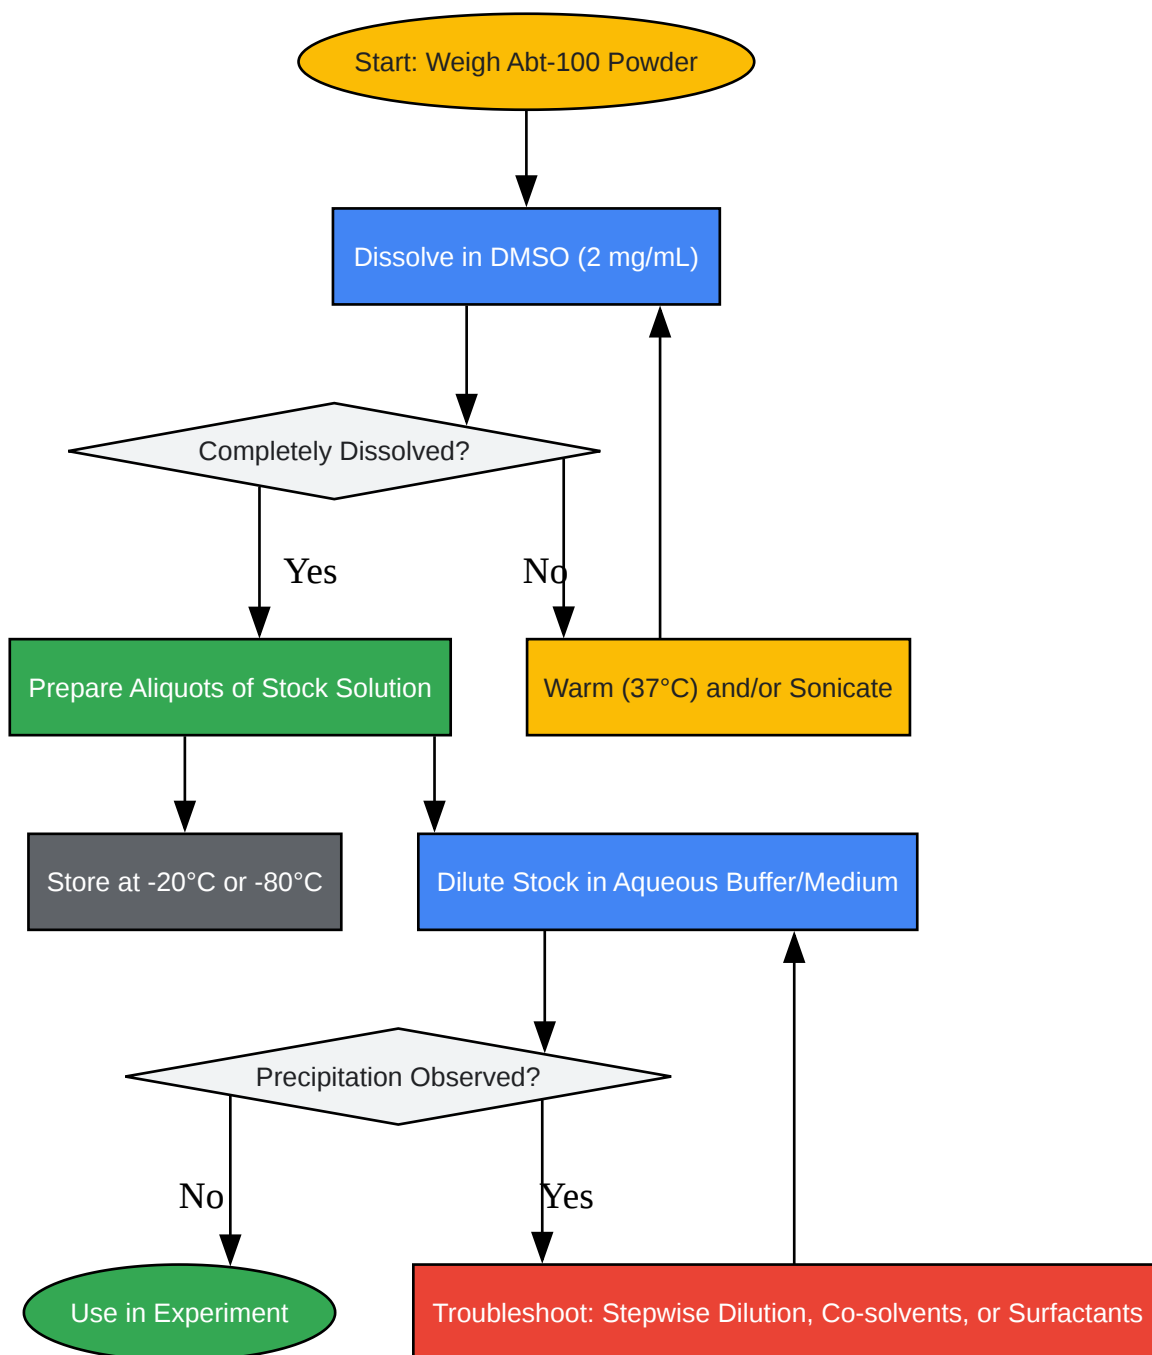 Start: Weigh Abt-100 Powder
Dissolve in DMSO (2 mg/mL)
Completely Dissolved?
Yes
No
Prepare Aliquots of Stock Solution
Warm (37°C) and/or Sonicate
Store at -20°C or -80°C
Dilute Stock in Aqueous Buffer/Medium
Precipitation Observed?
No
Yes
Use in Experiment
Troubleshoot: Stepwise Dilution, Co-solvents, or Surfactants